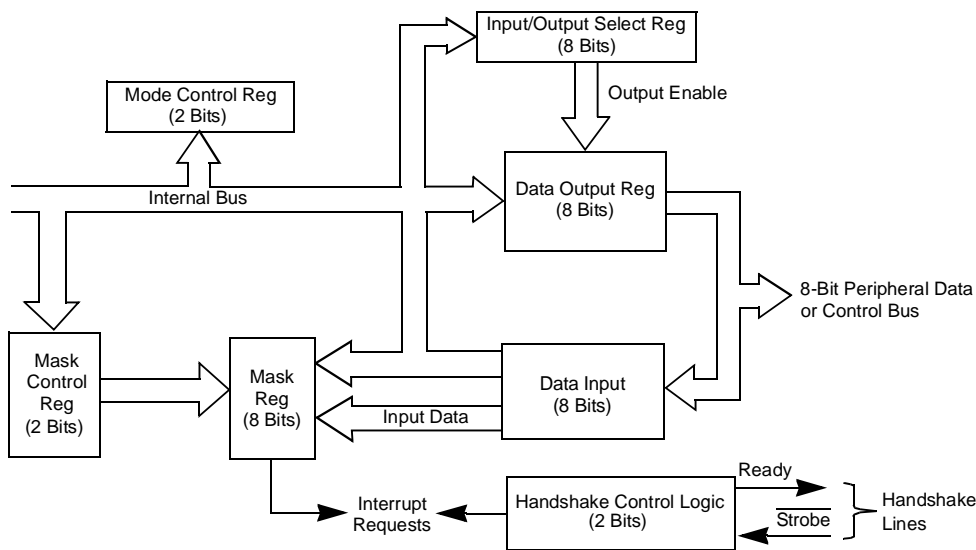 Input/Output Select Reg
(8 Bits)
Mode Control Reg
(2 Bits)
Output Enable
Internal Bus
Data Output Reg
(8 Bits)
8-Bit Peripheral Data
or Control Bus
Mask
Control
Reg
(2 Bits)
Mask
Reg
(8 Bits)
Data Input
(8 Bits)
Input Data
Interrupt
Requests
Handshake Control Logic
(2 Bits)
Ready
Strobe
Handshake
Lines